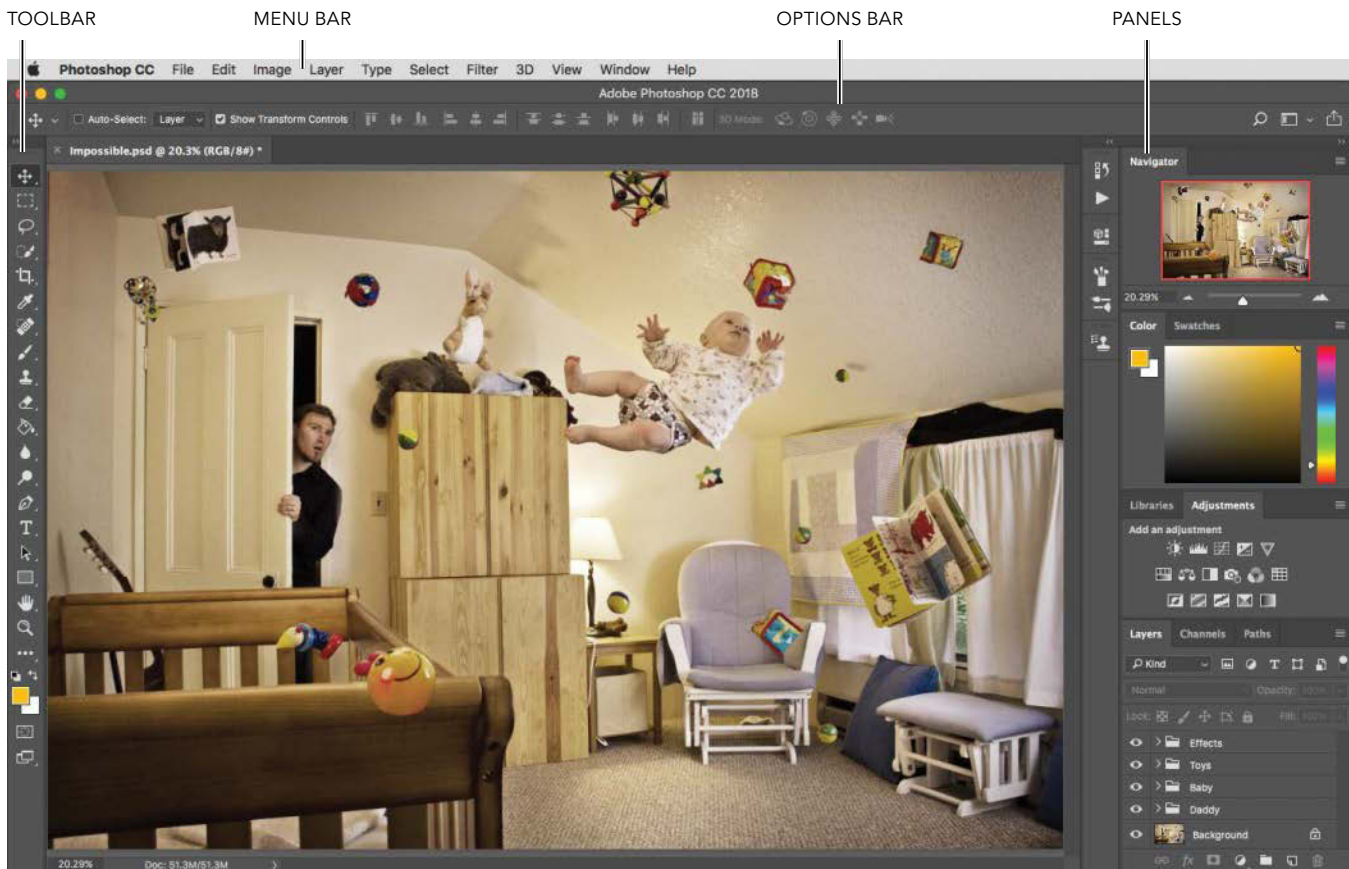 TOOLBAR MENU BAR OPTIONS BAR PANELS
Photoshop CC File Edit Image Layer Type Select Filter 3D View Window Help
Adobe Photoshop CC 2018
Auto-Select: Layer Show Transform Controls 3D Mode:
Impossible.psd @ 20.3% (RGB/8#) *
Navigator
20.29%
Color Swatches
Libraries Adjustments
Add an adjustment
Layers Channels Paths
Kind
Normal Opacity: 100%
Lock: Fill: 100%
Effects
Toys
Baby
Daddy
Background
fx
20.29% Doc: 51.3M/51.3M